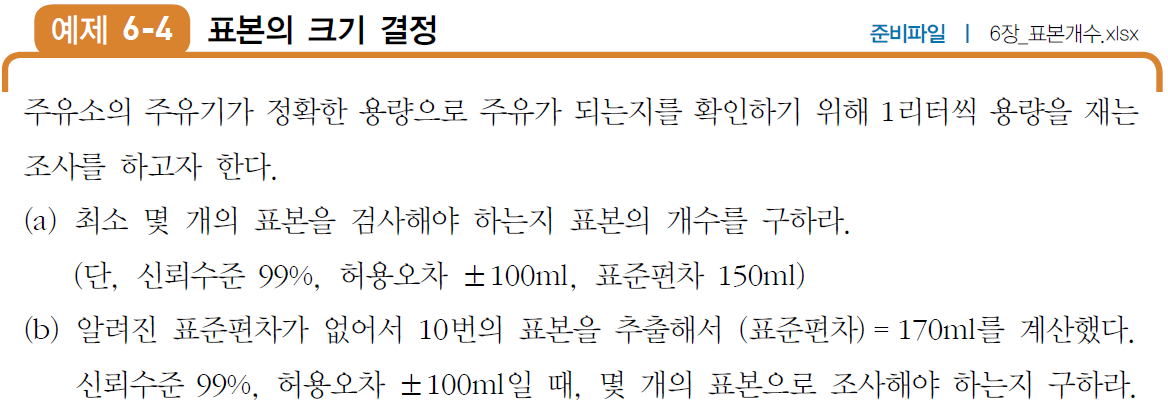 예제 6-4 표본의 크기 결정 준비파일 | 6장_표본개수.xlsx
주유소의 주유기가 정확한 용량으로 주유가 되는지를 확인하기 위해 1리터씩 용량을 재는
조사를 하고자 한다.
(a) 최소 몇 개의 표본을 검사해야 하는지 표본의 개수를 구하라.
(단, 신뢰수준 99%, 허용오차 ±100ml, 표준편차 150ml)
(b) 알려진 표준편차가 없어서 10번의 표본을 추출해서 (표준편차) = 170ml를 계산했다.
신뢰수준 99%, 허용오차 ±100ml일 때, 몇 개의 표본으로 조사해야 하는지 구하라.